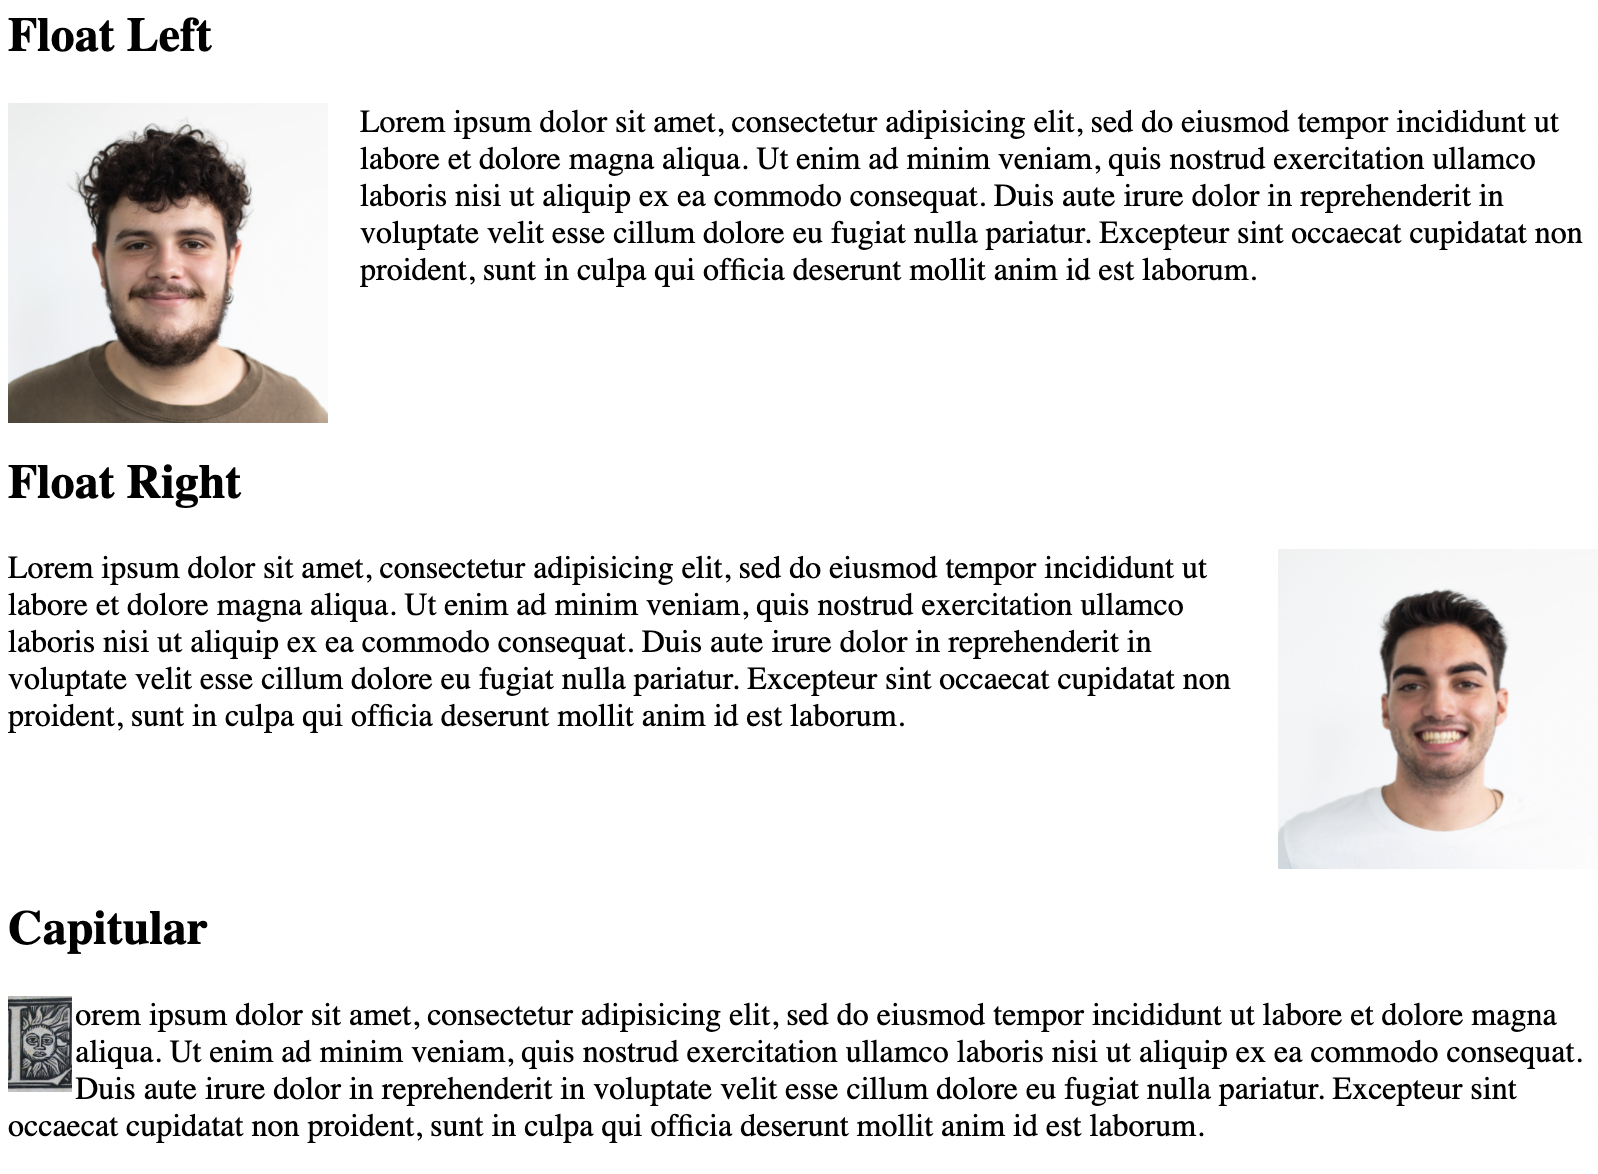 Float Left
Lorem ipsum dolor sit amet, consectetur adipisicing elit, sed do eiusmod tempor incididunt ut
labore et dolore magna aliqua. Ut enim ad minim veniam, quis nostrud exercitation ullamco
laboris nisi ut aliquip ex ea commodo consequat. Duis aute irure dolor in reprehenderit in
voluptate velit esse cillum dolore eu fugiat nulla pariatur. Excepteur sint occaecat cupidatat non
proident, sunt in culpa qui officia deserunt mollit anim id est laborum.
Float Right
Lorem ipsum dolor sit amet, consectetur adipisicing elit, sed do eiusmod tempor incididunt ut
labore et dolore magna aliqua. Ut enim ad minim veniam, quis nostrud exercitation ullamco
laboris nisi ut aliquip ex ea commodo consequat. Duis aute irure dolor in reprehenderit in
voluptate velit esse cillum dolore eu fugiat nulla pariatur. Excepteur sint occaecat cupidatat non
proident, sunt in culpa qui officia deserunt mollit anim id est laborum.
Capitular
Lorem ipsum dolor sit amet, consectetur adipisicing elit, sed do eiusmod tempor incididunt ut labore et dolore magna
aliqua. Ut enim ad minim veniam, quis nostrud exercitation ullamco laboris nisi ut aliquip ex ea commodo consequat.
Duis aute irure dolor in reprehenderit in voluptate velit esse cillum dolore eu fugiat nulla pariatur. Excepteur sint
occaecat cupidatat non proident, sunt in culpa qui officia deserunt mollit anim id est laborum.